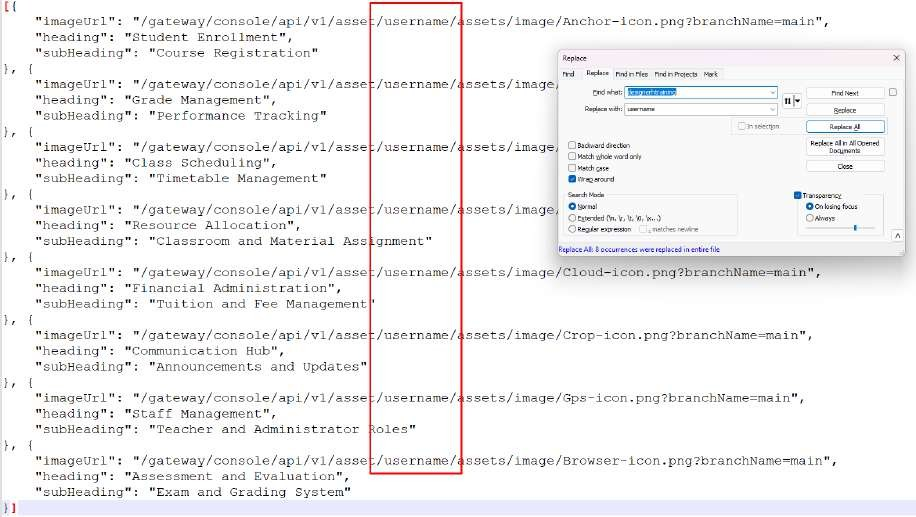 [{
"imageUrl": "/gateway/console/api/v1/asset/username/assets/image/Anchor-icon.png?branchName=main",
"heading": "Student Enrollment",
"subHeading": "Course Registration"
}, {
"imageUrl": "/gateway/console/api/v1/asset/username/assets/image/
"heading": "Grade Management",
"subHeading": "Performance Tracking"
}, {
"imageUrl": "/gateway/console/api/v1/asset/username/assets/image/
"heading": "Class Scheduling",
"subHeading": "Timetable Management"
}, {
"imageUrl": "/gateway/console/api/v1/asset/username/assets/image/
"heading": "Resource Allocation",
"subHeading": "Classroom and Material Assignment"
}, {
"imageUrl": "/gateway/console/api/v1/asset/username/assets/image/Cloud-icon.png?branchName=main",
"heading": "Financial Administration",
"subHeading": "Tuition and Fee Management"
}, {
"imageUrl": "/gateway/console/api/v1/asset/username/assets/image/Crop-icon.png?branchName=main",
"heading": "Communication Hub",
"subHeading": "Announcements and Updates"
}, {
"imageUrl": "/gateway/console/api/v1/asset/username/assets/image/Gps-icon.png?branchName=main",
"heading": "Staff Management",
"subHeading": "Teacher and Administrator Roles"
}, {
"imageUrl": "/gateway/console/api/v1/asset/username/assets/image/Browser-icon.png?branchName=main",
"heading": "Assessment and Evaluation",
"subHeading": "Exam and Grading System"
}]
Replace
Find Replace Find in Files Find in Projects Mark
Find what: Find Next
Replace with: username Replace
In selection Replace All
Replace All in All Opened Documents
Close
Backward direction
Match whole word only
Match case
Wrap around
Search Mode
Normal
Extended (\n, \r, \t, \0, \x...)
Regular expression . matches newline
Transparency
On losing focus
Always
Replace All: 8 occurrences were replaced in entire file